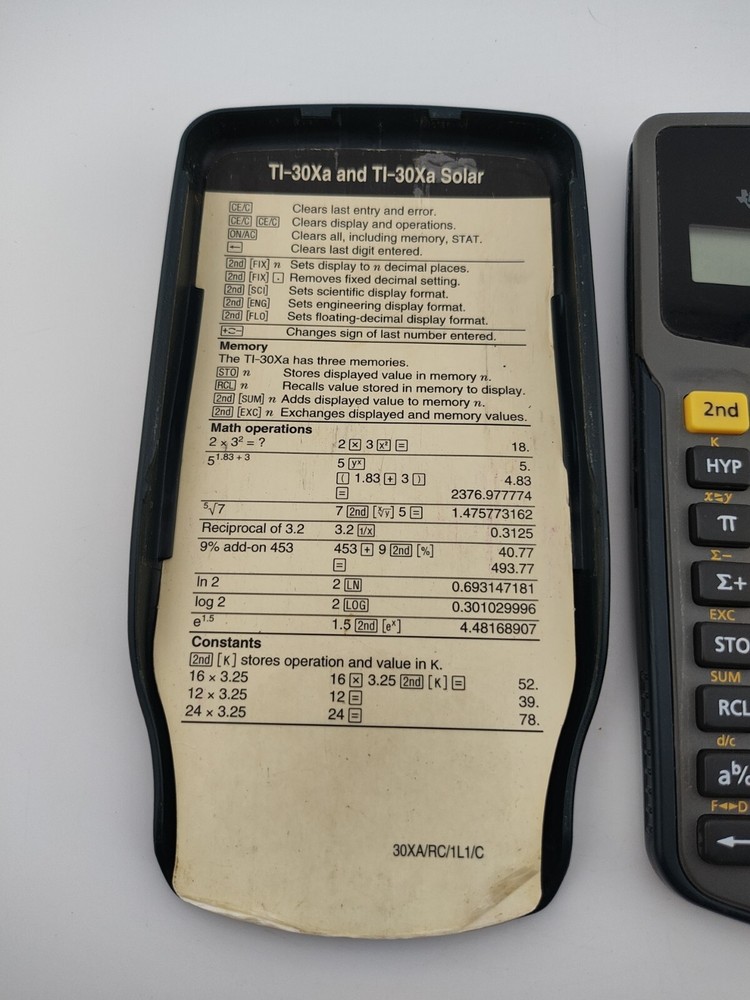 TI-30Xa and TI-30Xa Solar
CE/C Clears last entry and error.
CE/C CE/C Clears display and operations.
ON/AC Clears all, including memory, STAT.
← Clears last digit entered.
2nd [FIX] n Sets display to n decimal places.
2nd [FIX] . Removes fixed decimal setting.
2nd [SCI] Sets scientific display format.
2nd [ENG] Sets engineering display format.
2nd [FLO] Sets floating-decimal display format.
+⇆− Changes sign of last number entered.
Memory
The TI-30Xa has three memories.
STO n Stores displayed value in memory n.
RCL n Recalls value stored in memory to display.
2nd [SUM] n Adds displayed value to memory n.
2nd [EXC] n Exchanges displayed and memory values.
Math operations
2 × 3² = ? 2 × 3 x² = 18.
5^1.83 + 3 5 yˣ 5.
( 1.83 + 3 ) 4.83
= 2376.977774
⁵√7 7 2nd [ˣ√y] 5 = 1.475773162
Reciprocal of 3.2 3.2 1/x 0.3125
9% add-on 453 453 + 9 2nd [%] 40.77
= 493.77
ln 2 2 LN 0.693147181
log 2 2 LOG 0.301029996
e^1.5 1.5 2nd [eˣ] 4.48168907
Constants
2nd [K] stores operation and value in K.
16 × 3.25 16 × 3.25 2nd [K] = 52.
12 × 3.25 12 = 39.
24 × 3.25 24 = 78.
30XA/RC/1L1/C
2nd
K
HYP
x⇆y
π
Σ−
Σ+
EXC
STO
SUM
RCL
d/c
F◄►D
←